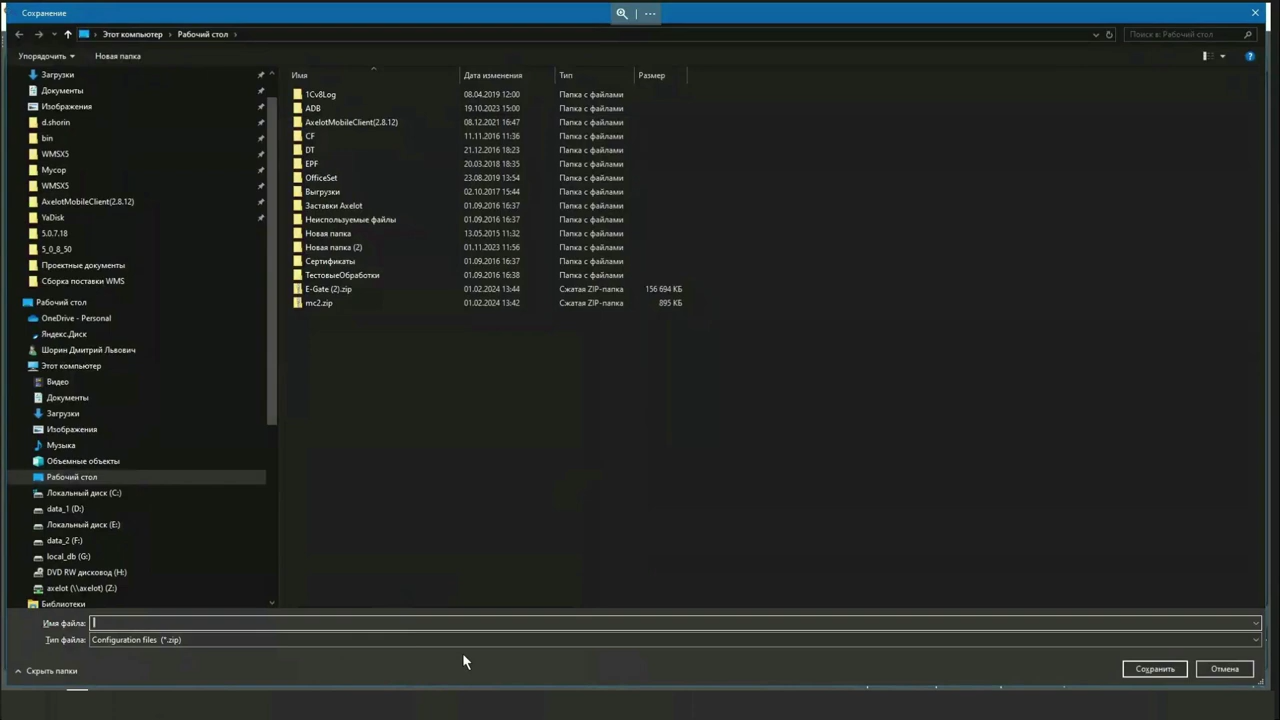 Сохранение
Этот компьютер › Рабочий стол ›
Поиск в: Рабочий стол
Упорядочить Новая папка
Имя Дата изменения Тип Размер
Загрузки
Документы
Изображения
d.shorin
bin
WMSX5
Мусор
WMSX5
AxelotMobileClient(2.8.12)
YaDisk
5.0.7.18
5_0_8_50
Проектные документы
Сборка поставки WMS
Рабочий стол
OneDrive - Personal
Яндекс.Диск
Шорин Дмитрий Львович
Этот компьютер
Видео
Документы
Загрузки
Изображения
Музыка
Объемные объекты
Рабочий стол
Локальный диск (C:)
data_1 (D:)
Локальный диск (E:)
data_2 (F:)
local_db (G:)
DVD RW дисковод (H:)
axelot (\\axelot) (Z:)
Библиотеки
1Cv8Log 08.04.2019 12:00 Папка с файлами
ADB 19.10.2023 15:00 Папка с файлами
AxelotMobileClient(2.8.12) 08.12.2021 16:47 Папка с файлами
CF 11.11.2016 11:36 Папка с файлами
DT 21.12.2016 18:23 Папка с файлами
EPF 20.03.2018 18:35 Папка с файлами
OfficeSet 23.08.2019 13:54 Папка с файлами
Выгрузки 02.10.2017 15:44 Папка с файлами
Заставки Axelot 01.09.2016 16:37 Папка с файлами
Неиспользуемые файлы 01.09.2016 16:37 Папка с файлами
Новая папка 13.05.2015 11:32 Папка с файлами
Новая папка (2) 01.11.2023 11:56 Папка с файлами
Сертификаты 01.09.2016 16:37 Папка с файлами
ТестовыеОбработки 01.09.2016 16:38 Папка с файлами
E-Gate (2).zip 01.02.2024 13:44 Сжатая ZIP-папка 156 694 КБ
mc2.zip 01.02.2024 13:42 Сжатая ZIP-папка 895 КБ
Имя файла:
Тип файла: Configuration files (*.zip)
Скрыть папки
Сохранить Отмена